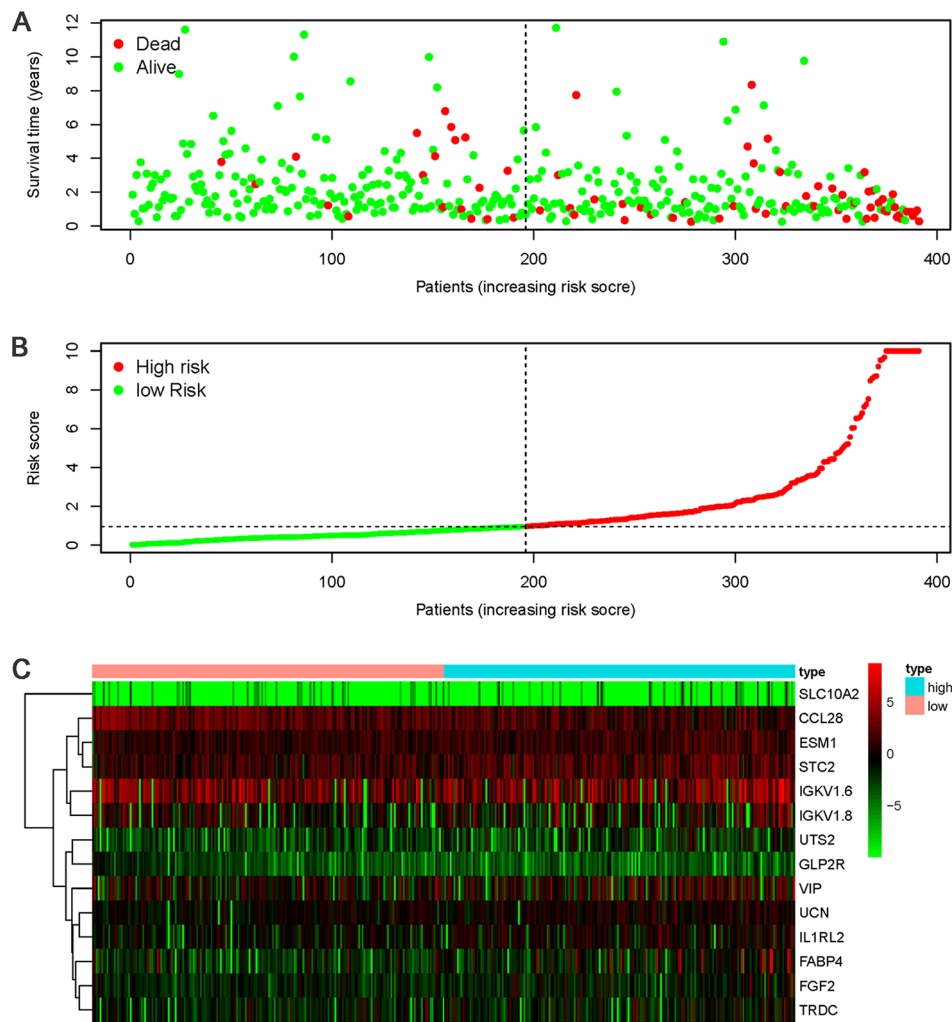 A
Survival time (years)
12
10
8
6
4
2
0
Dead
Alive
0
100
200
300
400
Patients (increasing risk socre)
B
Risk score
10
8
6
4
2
0
High risk
low Risk
0
100
200
300
400
Patients (increasing risk socre)
C
type
SLC10A2
CCL28
ESM1
STC2
IGKV1.6
IGKV1.8
UTS2
GLP2R
VIP
UCN
IL1RL2
FABP4
FGF2
TRDC
5
0
−5
type
high
low